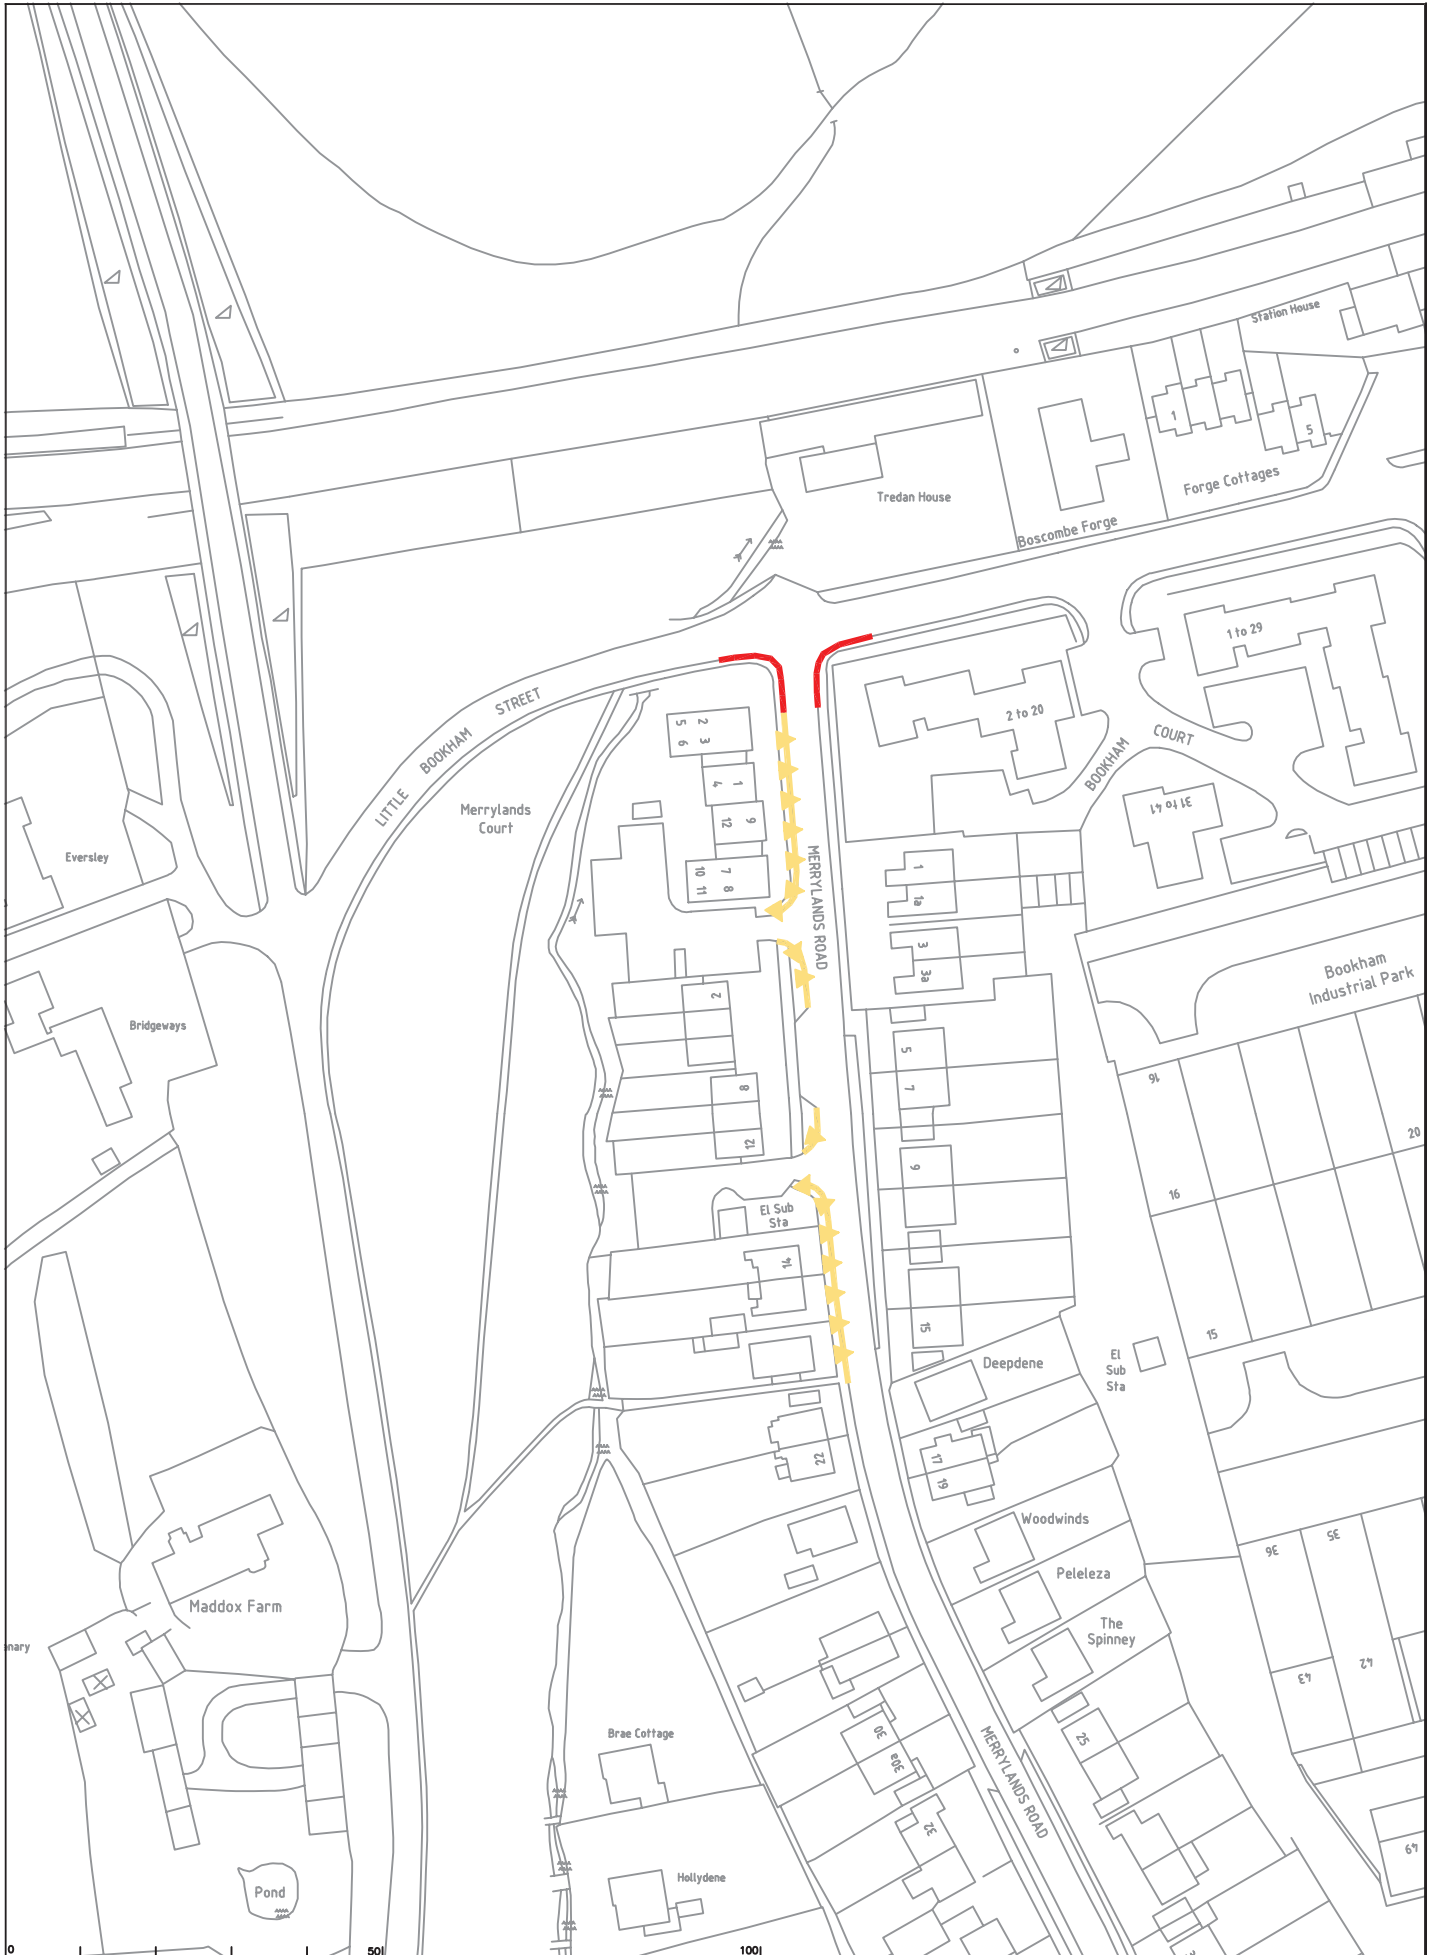 Station House
1
5
Forge Cottages
Tredan House
Boscombe Forge
1 to 29
LITTLE BOOKHAM STREET
2 to 20
BOOKHAM COURT
31 to 41
5 2
6 3
4 1
12 9
10 7
11 8
Merrylands
Court
MERRYLANDS ROAD
Eversley
1
1a
3
3a
Bookham
Industrial Park
Bridgeways
2
5
7
8
12
9
16
16
20
El Sub
Sta
14
15
15
Deepdene
El
Sub
Sta
22
17
19
Woodwinds
Peleleza
The
Spinney
36
35
43
42
Maddox Farm
onary
Brae Cottage
30
30a
MERRYLANDS ROAD
25
32
49
Hollydene
Pond
0
50
100